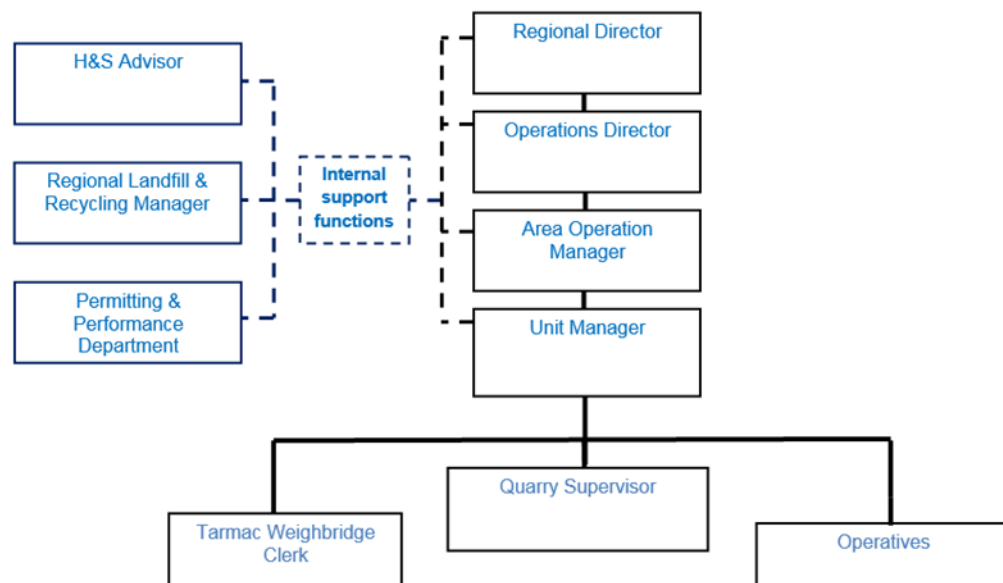 Regional Director
H&S Advisor
Operations Director
Internal
support
functions
Regional Landfill &
Recycling Manager
Area Operation
Manager
Permitting &
Performance
Department
Unit Manager
Quarry Supervisor
Tarmac Weighbridge
Clerk
Operatives